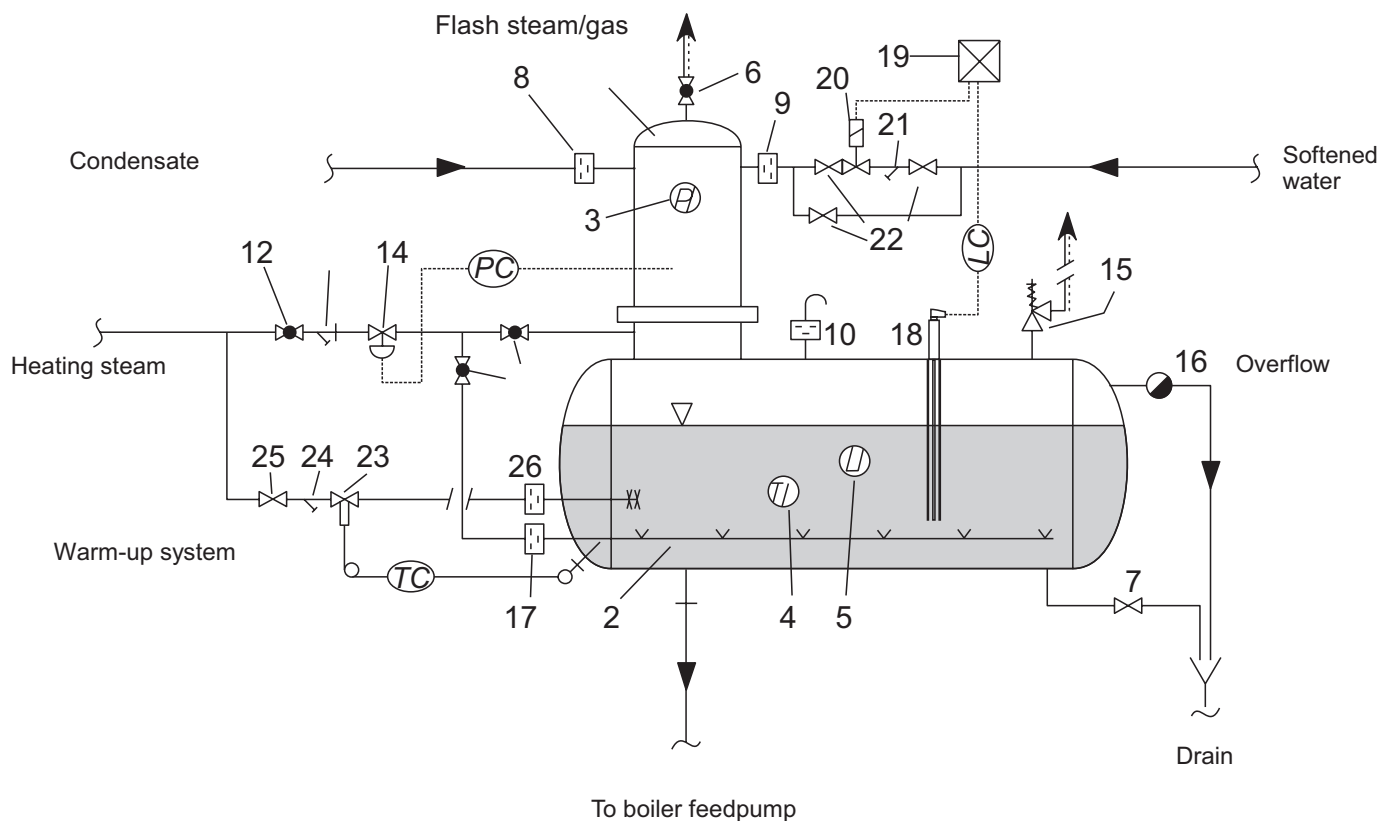 Flash steam/gas
19
8
6
20
9
21
Condensate
Softened
water
3
PI
22
LC
12
14
PC
15
10
18
16
Overflow
Heating steam
25
24
23
26
TI
LI
Warm-up system
TC
7
17
2
4
5
Drain
To boiler feedpump